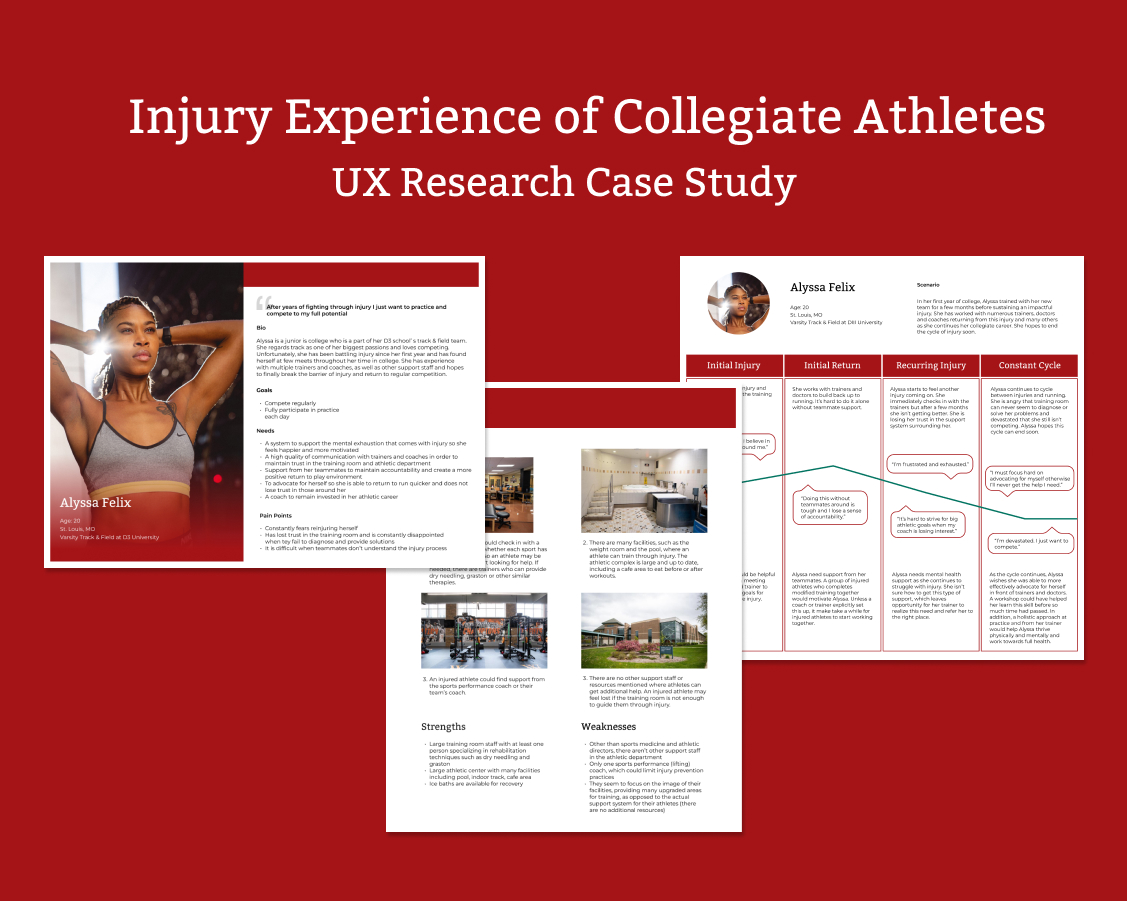 Injury Experience of Collegiate Athletes
UX Research Case Study
“
After years of fighting through injury I just want to practice and
compete to my full potential
Bio
Alyssa is a junior is college who is a part of her D3 school' s track & field team.
She regards track as one of her biggest passions and loves competing.
Unfortunately, she has been battling injury since her first year and has found
herself at few meets throughout her time in college. She has experience
with multiple trainers and coaches, as well as other support staff and hopes
to finally break the barrier of injury and return to regular competition.
Goals
- Compete regularly
- Fully participate in practice
each day
Needs
- A system to support the mental exhaustion that comes with injury so she
feels happier and more motivated
- A high quality of communication with trainers and coaches in order to
maintain trust in the training room and athletic department
- Support from her teammates to maintain accountability and create a more
positive return to play environment
- To advocate for herself so she is able to return to run quicker and does not
lose trust in those around her
- A coach to remain invested in her athletic career
Pain Points
- Constantly fears reinjuring herself
- Has lost trust in the training room and is constantly disappointed
when tey fail to diagnose and provide solutions
- It is difficult when teammates don't understand the injury process
Alyssa Felix
Age: 20
St. Louis, MO
Varsity Track & Field at D3 University
ould check in with a
hether each sport has
o an athlete may be
t looking for help. If
needed, there are trainers who can provide
dry needling, graston or other similar
therapies.
2. There are many facilities, such as the
weight room and the pool, where an
athlete can train through injury. The
athletic complex is large and up to date,
including a cafe area to eat before or after
workouts.
3. An injured athlete could find support from
the sports performance coach or their
team's coach.
3. There are no other support staff or
resources mentioned where athletes can
get additional help. An injured athlete may
feel lost if the training room is not enough
to guide them through injury.
Strengths
- Large training room staff with at least one
person specializing in rehabilitation
techniques such as dry needling and
graston
- Large athletic center with many facilities
including pool, indoor track, cafe area
- Ice baths are available for recovery
Weaknesses
- Other than sports medicine and athletic
directors, there aren't other support staff
in the athletic department
- Only one sports performance (lifting)
coach, which could limit injury prevention
practices
- They seem to focus on the image of their
facilities, providing many upgraded areas
for training, as opposed to the actual
support system for their athletes (there
are no additional resources)
Alyssa Felix
Age: 20
St. Louis, MO
Varsity Track & Field at DIII University
Scenario
In her first year of college, Alyssa trained with her new
team for a few months before sustaining an impactful
injury. She has worked with numerous trainers, doctors
and coaches returning from this injury and many others
as she continues her collegiate career. She hopes to end
the cycle of injury soon.
Initial Injury
Initial Return
Recurring Injury
Constant Cycle
njury and
the training
I believe in
ound me."
ould be helpful
meeting
trainer to
goals for
e injury.
She works with trainers and
doctors to build back up to
running. It's hard to do it alone
without teammate support.
"Doing this without
teammates around is
tough and I lose a sense
of accountability."
Alyssa need support from her
teammates. A group of injured
athletes who completes
modified training together
would motivate Alyssa. Unless a
coach or trainer explicitly set
this up, it make take a while for
injured athletes to start working
together.
Alyssa starts to feel another
injury coming on. She
immediately checks in with the
trainers but after a few months
she isn't getting better. She is
losing her trust in the support
system surrounding her.
"I'm frustrated and exhausted."
"It's hard to strive for big
athletic goals when my
coach is losing interest."
Alyssa needs mental health
support as she continues to
struggle with injury. She isn't
sure how to get this type of
support, which leaves
opportunity for her trainer to
realize this need and refer her to
the right place.
Alyssa continues to cycle
between injuries and running.
She is angry that training room
can never seem to diagnose or
solve her problems and
devastated that she still isn't
competing. Alyssa hopes this
cycle can end soon.
"I must focus hard on
advocating for myself otherwise
I'll never get the help I need."
"I'm devastated. I just want to
compete."
As the cycle continues, Alyssa
wishes she was able to more
effectively advocate for herself
in front of trainers and doctors.
A workshop could have helped
her learn this skill before so
much time had passed. In
addition, a holistic approach at
practice and from her trainer
would help Alyssa thrive
physically and mentally and
work towards full health.